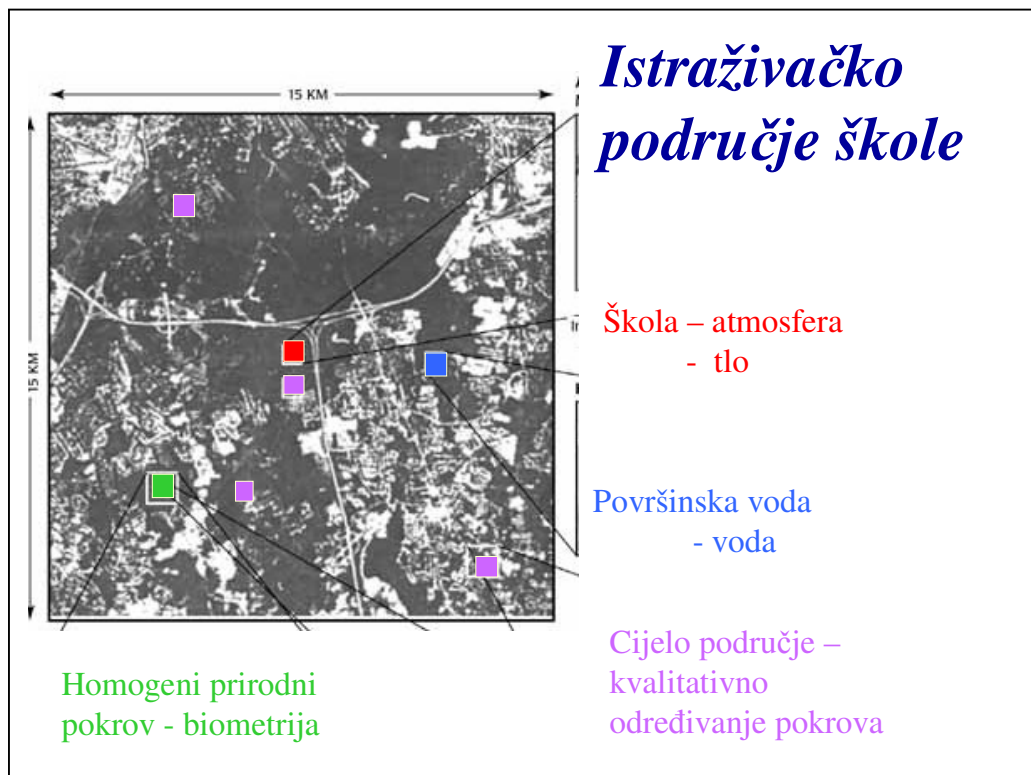 Istraživačko
područje škole
15 KM
15 KM
Škola – atmosfera
- tlo
Površinska voda
- voda
Cijelo područje –
kvalitativno
određivanje pokrova
Homogeni prirodni
pokrov - biometrija